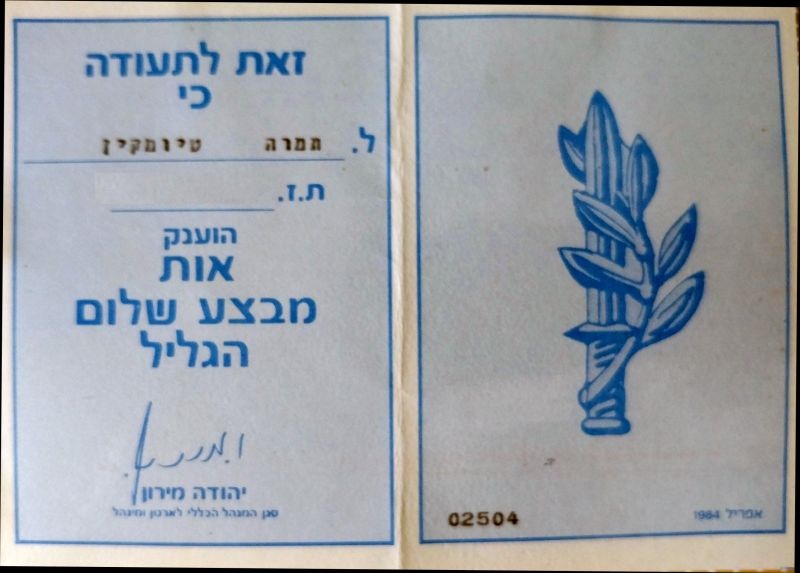 זאת לתעודה
כי
ל. תמרה טיומקין
ת.ז.
הוענק
אות
מבצע שלום
הגליל
יהודה מירון
סגן המנהל הכללי לארגון ומינהל
02504
אפריל 1984